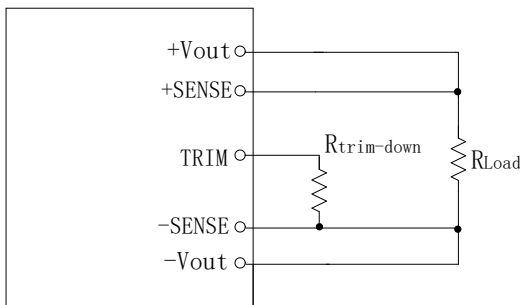 +Vout
+SENSE
TRIM
Rtrim-down
RLoad
-SENSE
-Vout